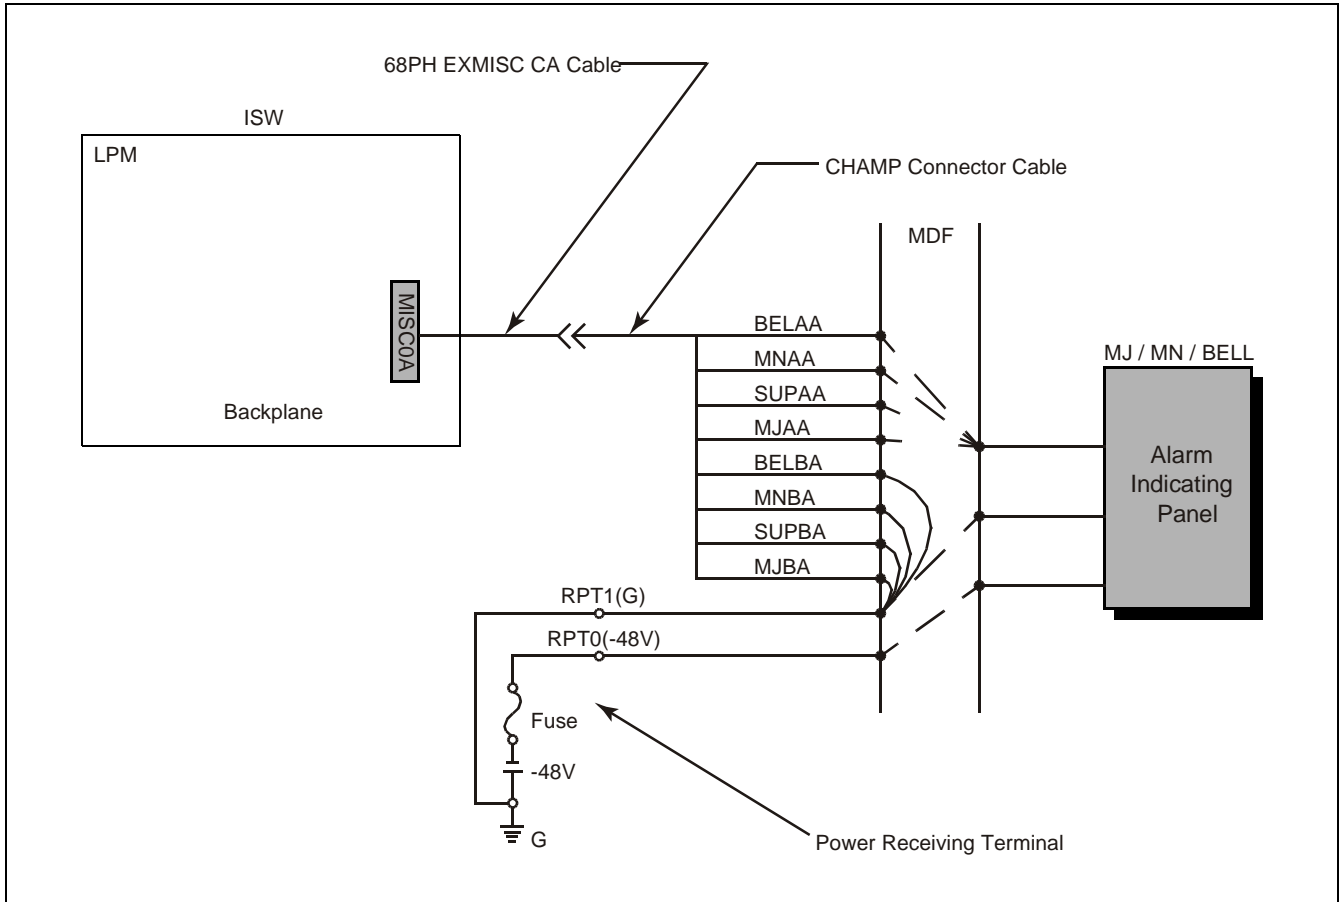 68PH EXMISC CA Cable
ISW
LPM
CHAMP Connector Cable
MDF
MISC0A
BELAA
MNAA
SUPAA
MJAA
BELBA
MNBA
SUPBA
MJBA
MJ / MN / BELL
Backplane
Alarm
Indicating
Panel
RPT1(G)
RPT0(-48V)
Fuse
-48V
G
Power Receiving Terminal